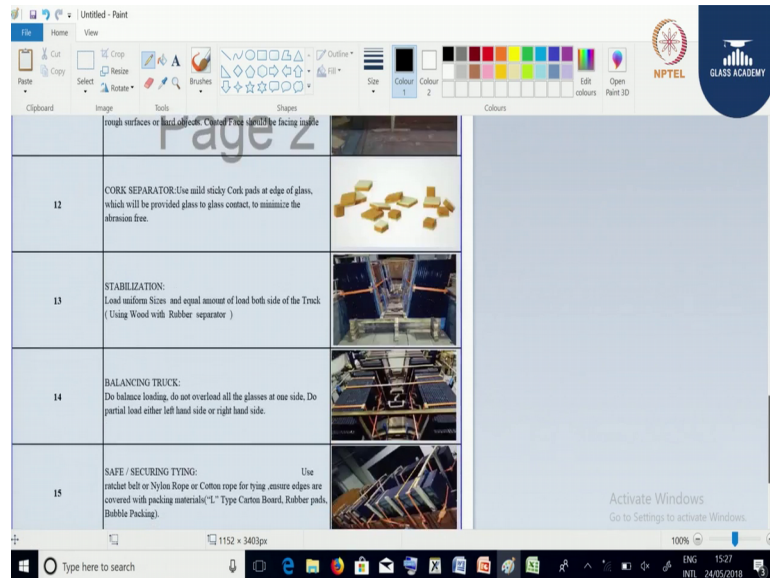 Untitled - Paint
File Home View
Paste
Cut
Copy
Clipboard
Select
Crop
Resize
Rotate
Image
A
Tools
Brushes
Outline
Fill
Shapes
Size
Colour
1
Colour
2
Edit
colours
Open
Paint 3D
Colours
NPTEL
GLASS ACADEMY
rough surfaces or hard objects. Coated Face should be facing inside
Page 2
12
CORK SEPARATOR:Use mild sticky Cork pads at edge of glass,
which will be provided glass to glass contact, to minimize the
abrasion free.
13
STABILIZATION:
Load uniform Sizes and equal amount of load both side of the Truck
( Using Wood with Rubber separator )
14
BALANCING TRUCK:
Do balance loading, do not overload all the glasses at one side, Do
partial load either left hand side or right hand side.
15
SAFE / SECURING TYING: Use
ratchet belt or Nylon Rope or Cotton rope for tying ,ensure edges are
covered with packing materials("L" Type Carton Board, Rubber pads,
Bubble Packing).
Activate Windows
Go to Settings to activate Windows.
1152 × 3403px
100%
Type here to search
ENG
INTL
15:27
24/05/2018
3